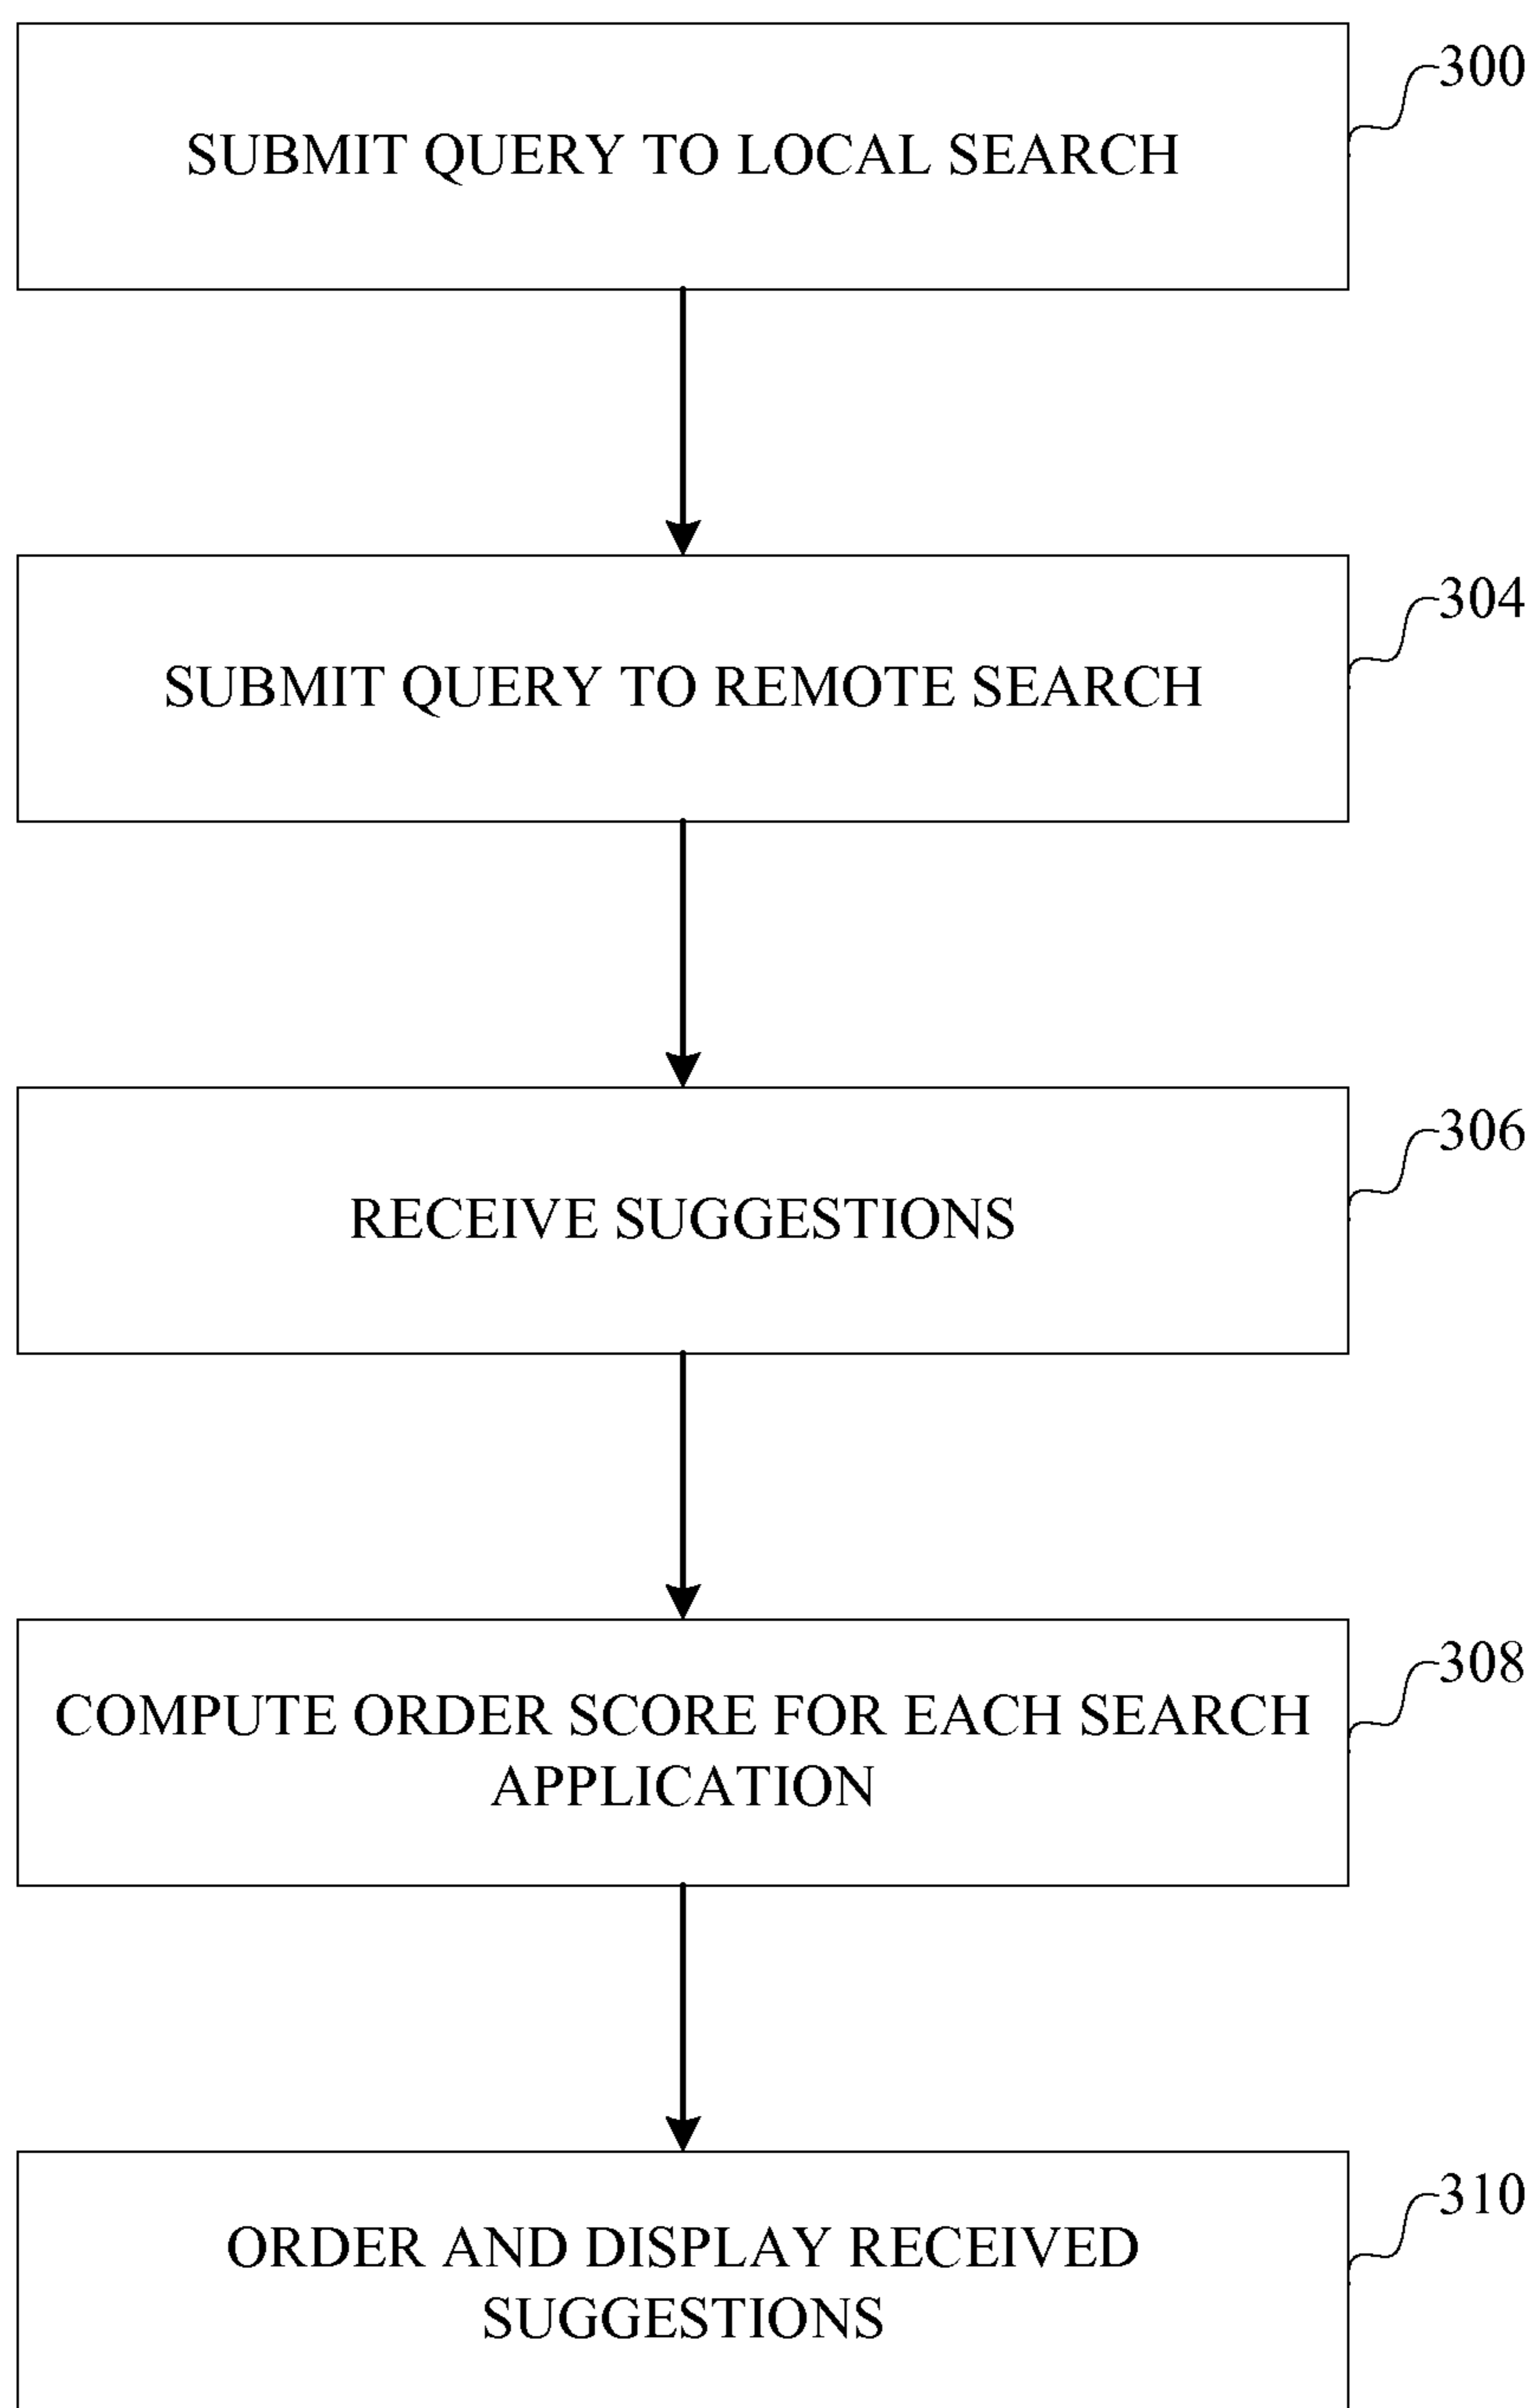 300
SUBMIT QUERY TO LOCAL SEARCH
304
SUBMIT QUERY TO REMOTE SEARCH
306
RECEIVE SUGGESTIONS
308
COMPUTE ORDER SCORE FOR EACH SEARCH
APPLICATION
310
ORDER AND DISPLAY RECEIVED
SUGGESTIONS